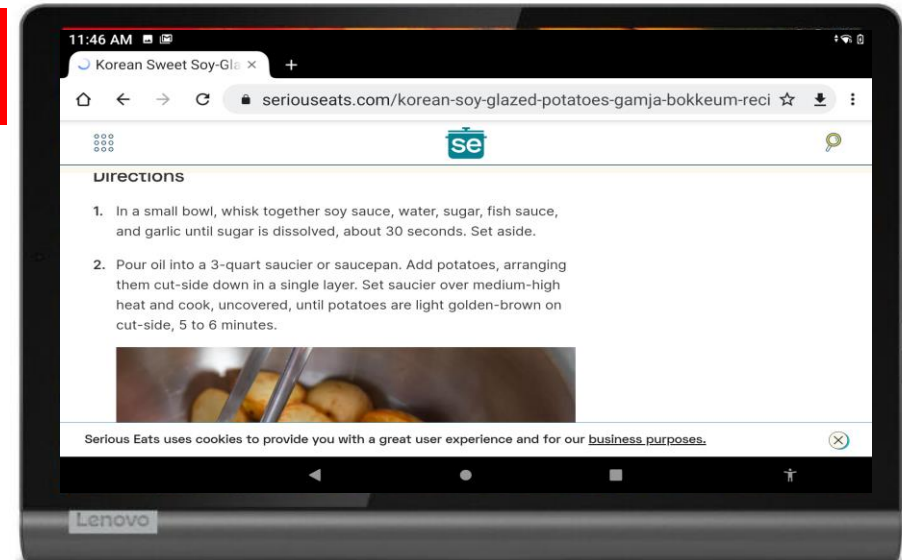 11:46 AM
Korean Sweet Soy-Gla
seriouseats.com/korean-soy-glazed-potatoes-gamja-bokkeum-reci
se
Directions
1. In a small bowl, whisk together soy sauce, water, sugar, fish sauce,
and garlic until sugar is dissolved, about 30 seconds. Set aside.
2. Pour oil into a 3-quart saucier or saucepan. Add potatoes, arranging
them cut-side down in a single layer. Set saucier over medium-high
heat and cook, uncovered, until potatoes are light golden-brown on
cut-side, 5 to 6 minutes.
Serious Eats uses cookies to provide you with a great user experience and for our business purposes.
Lenovo